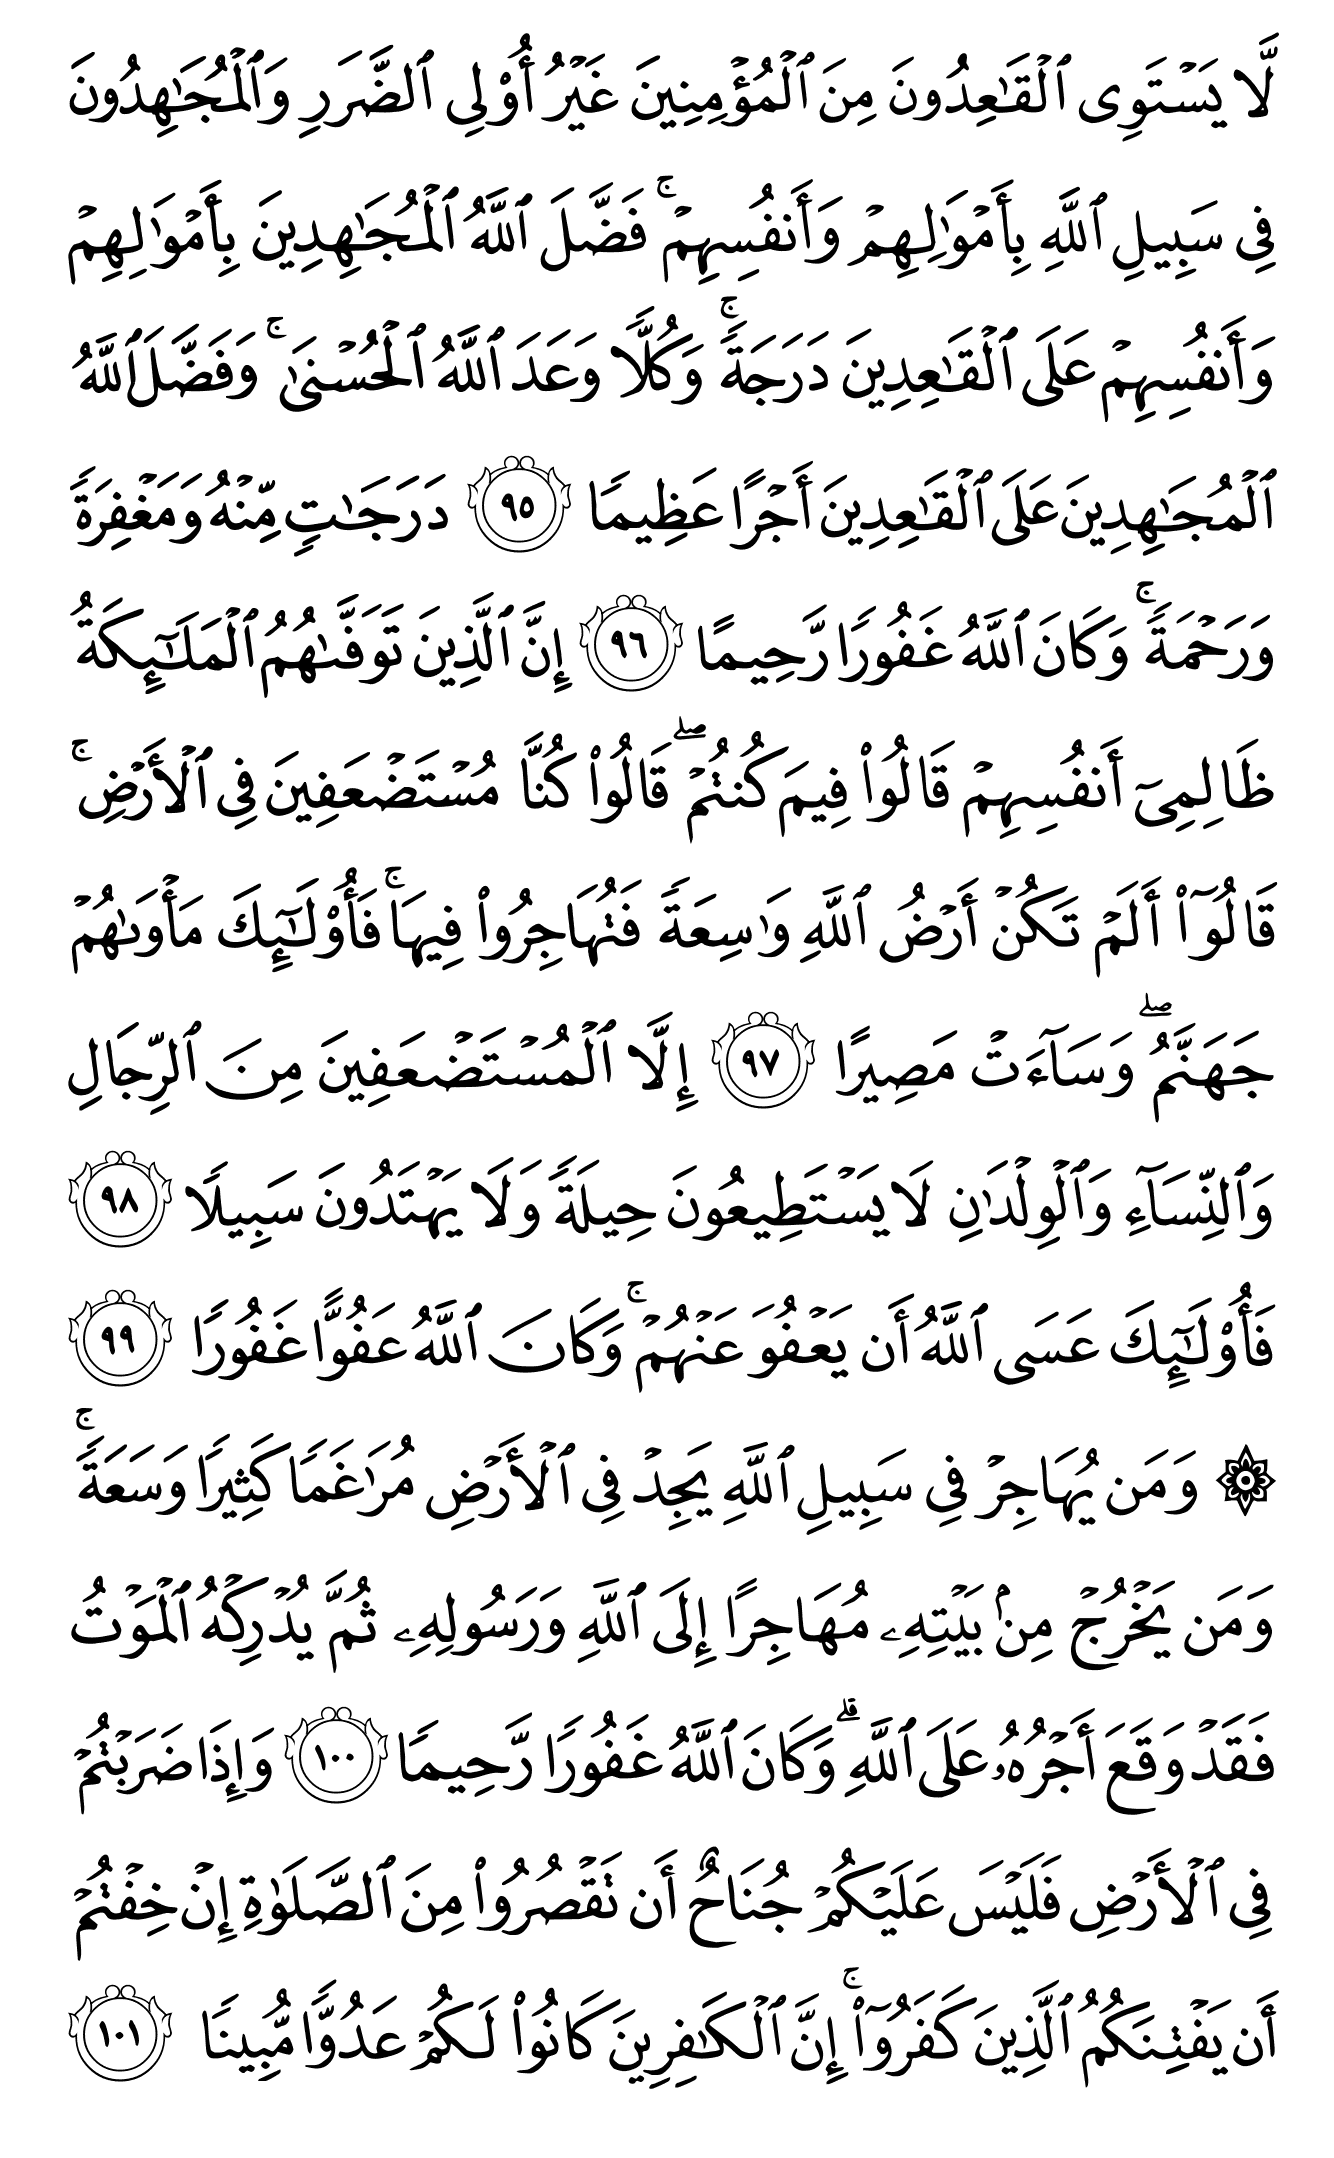 لَّا يَسۡتَوِى ٱلۡقَـٰعِدُونَ مِنَ ٱلۡمُؤۡمِنِينَ غَيۡرُ أُوْلِى ٱلضَّرَرِ وَٱلۡمُجَـٰهِدُونَ
فِى سَبِيلِ ٱللَّهِ بِأَمۡوَٰلِهِمۡ وَأَنفُسِهِمۡۚ فَضَّلَ ٱللَّهُ ٱلۡمُجَـٰهِدِينَ بِأَمۡوَٰلِهِمۡ
وَأَنفُسِهِمۡ عَلَى ٱلۡقَـٰعِدِينَ دَرَجَةًۚ وَكُلًّا وَعَدَ ٱللَّهُ ٱلۡحُسۡنَىٰۚ وَفَضَّلَ ٱللَّهُ
ٱلۡمُجَـٰهِدِينَ عَلَى ٱلۡقَـٰعِدِينَ أَجۡرًا عَظِيمًا ٩٥ دَرَجَـٰتٍ مِّنۡهُ وَمَغۡفِرَةً
وَرَحۡمَةًۚ وَكَانَ ٱللَّهُ غَفُورًا رَّحِيمًا ٩٦ إِنَّ ٱلَّذِينَ تَوَفَّىٰهُمُ ٱلۡمَلَـٰٓئِكَةُ
ظَالِمِىٓ أَنفُسِهِمۡ قَالُواْ فِيمَ كُنتُمۡۖ قَالُواْ كُنَّا مُسۡتَضۡعَفِينَ فِى ٱلۡأَرۡضِۚ
قَالُوٓاْ أَلَمۡ تَكُنۡ أَرۡضُ ٱللَّهِ وَٰسِعَةً فَتُهَاجِرُواْ فِيهَاۚ فَأُوْلَـٰٓئِكَ مَأۡوَىٰهُمۡ
جَهَنَّمُۖ وَسَآءَتۡ مَصِيرًا ٩٧ إِلَّا ٱلۡمُسۡتَضۡعَفِينَ مِنَ ٱلرِّجَالِ
وَٱلنِّسَآءِ وَٱلۡوِلۡدَٰنِ لَا يَسۡتَطِيعُونَ حِيلَةً وَلَا يَهۡتَدُونَ سَبِيلًا ٩٨
فَأُوْلَـٰٓئِكَ عَسَى ٱللَّهُ أَن يَعۡفُوَ عَنۡهُمۡۚ وَكَانَ ٱللَّهُ عَفُوًّا غَفُورًا ٩٩
۞ وَمَن يُهَاجِرۡ فِى سَبِيلِ ٱللَّهِ يَجِدۡ فِى ٱلۡأَرۡضِ مُرَٰغَمًا كَثِيرًا وَسَعَةًۚ
وَمَن يَخۡرُجۡ مِنۢ بَيۡتِهِۦ مُهَاجِرًا إِلَى ٱللَّهِ وَرَسُولِهِۦ ثُمَّ يُدۡرِكۡهُ ٱلۡمَوۡتُ
فَقَدۡ وَقَعَ أَجۡرُهُۥ عَلَى ٱللَّهِۗ وَكَانَ ٱللَّهُ غَفُورًا رَّحِيمًا ١٠٠ وَإِذَا ضَرَبۡتُمۡ
فِى ٱلۡأَرۡضِ فَلَيۡسَ عَلَيۡكُمۡ جُنَاحٌ أَن تَقۡصُرُواْ مِنَ ٱلصَّلَوٰةِ إِنۡ خِفۡتُمۡ
أَن يَفۡتِنَكُمُ ٱلَّذِينَ كَفَرُوٓاْۚ إِنَّ ٱلۡكَـٰفِرِينَ كَانُواْ لَكُمۡ عَدُوًّا مُّبِينًا ١٠١